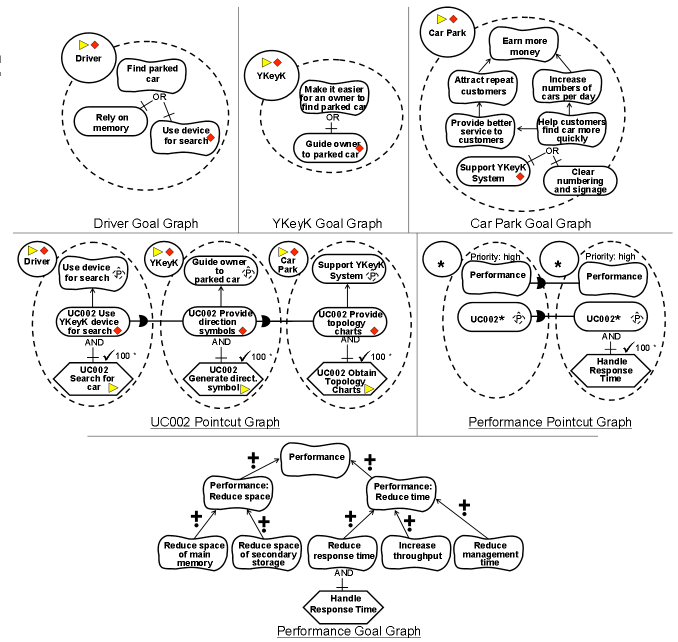 Driver
Find parked
car
OR
Rely on
memory
Use device
for search
Driver Goal Graph
YKeyK
Make it easier
for an owner to
find parked car
OR
Guide owner
to parked car
YKeyK Goal Graph
Car Park
Earn more
money
Attract repeat
customers
Increase
numbers of
cars per day
Provide better
service to
customers
Help customers
find car more
quickly
OR
Support YKeyK
System
Clear
numbering
and signage
Car Park Goal Graph
Driver
Use device
for search
P
UC002 Use
YKeyK device
for search
AND
100
UC002
Search for
car
YKeyK
Guide owner
to
parked car
P
UC002 Provide
direction
symbols
AND
100
UC002
Generate direct.
symbol
Car
Park
Support YKeyK
System
P
UC002 Provide
topology
charts
AND
100
UC002 Obtain
Topology
Charts
UC002 Pointcut Graph
*
Priority: high
Performance
UC002*
P
*
Priority: high
Performance
UC002*
P
AND
100
Handle
Response
Time
Performance Pointcut Graph
Performance
Performance:
Reduce space
Performance:
Reduce time
Reduce space
of main
memory
Reduce space
of secondary
storage
Reduce
response time
Increase
throughput
Reduce
management
time
AND
Handle
Response Time
Performance Goal Graph